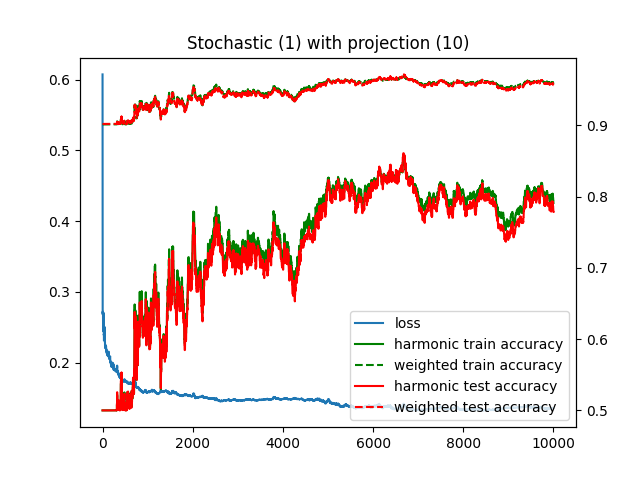 Stochastic (1) with projection (10)
0.6
0.5
0.4
0.3
0.2
0.9
0.8
0.7
0.6
0.5
loss
harmonic train accuracy
weighted train accuracy
harmonic test accuracy
weighted test accuracy
0 2000 4000 6000 8000 10000